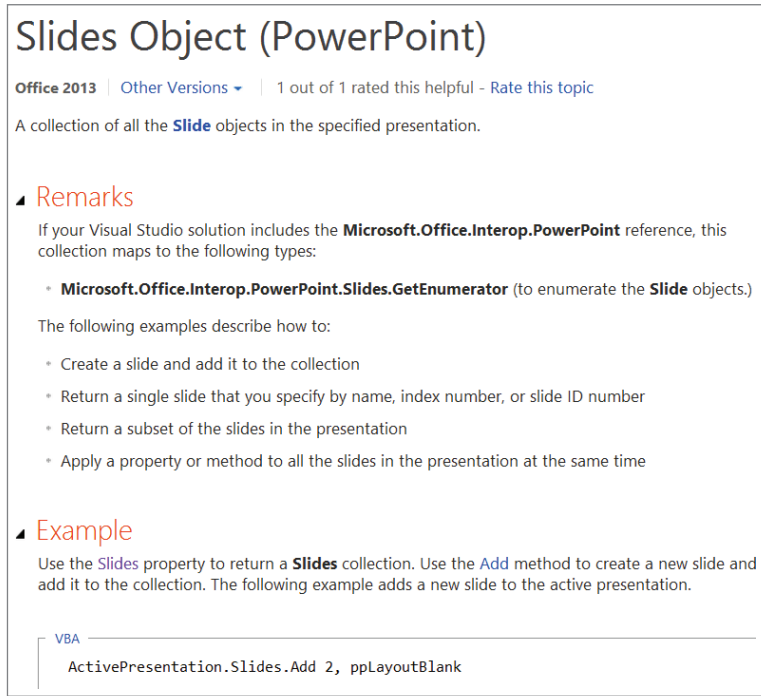 Slides Object (PowerPoint)
Office 2013 | Other Versions | 1 out of 1 rated this helpful - Rate this topic
A collection of all the Slide objects in the specified presentation.
Remarks
If your Visual Studio solution includes the Microsoft.Office.Interop.PowerPoint reference, this
collection maps to the following types:
• Microsoft.Office.Interop.PowerPoint.Slides.GetEnumerator (to enumerate the Slide objects.)
The following examples describe how to:
• Create a slide and add it to the collection
• Return a single slide that you specify by name, index number, or slide ID number
• Return a subset of the slides in the presentation
• Apply a property or method to all the slides in the presentation at the same time
Example
Use the Slides property to return a Slides collection. Use the Add method to create a new slide and
add it to the collection. The following example adds a new slide to the active presentation.
VBA
ActivePresentation.Slides.Add 2, ppLayoutBlank